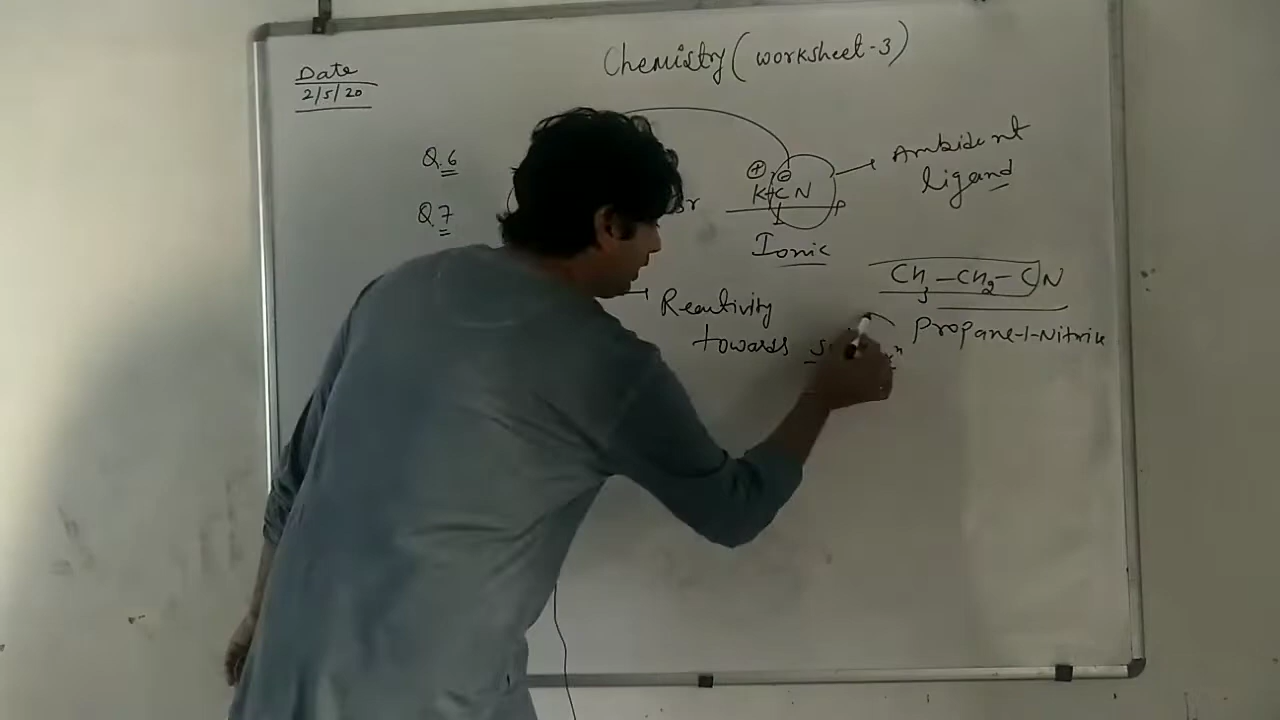 Chemistry (worksheet-3)
Date
2/5/20
Q.6
Q.7
K CN
⊕ ⊖
Ambident
ligand
Ionic
CH3-CH2-CN
Propane-1-Nitrile
Reactivity
towards